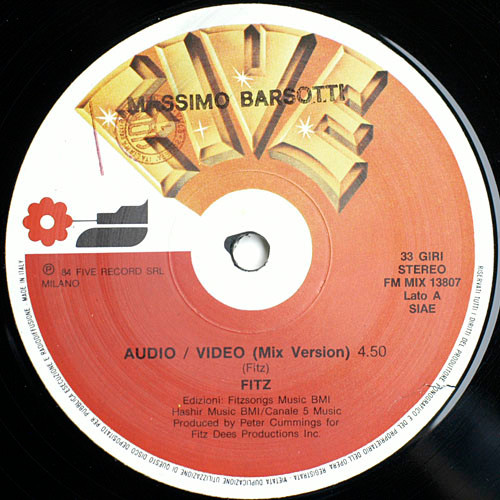 FIVE
MASSIMO BARSOTTI
33 GIRI
STEREO
FM MIX 13807
Lato A
SIAE
℗ 84 FIVE RECORD SRL
MILANO
AUDIO / VIDEO (Mix Version) 4.50
(Fitz)
FITZ
Edizioni: Fitzsongs Music BMI
Hashir Music BMI/Canale 5 Music
Produced by Peter Cummings for
Fitz Dees Productions Inc.
RISERVATI TUTTI I DIRITTI DEL PRODUTTORE FONOGRAFICO E DEL PROPRIETARIO DELL'OPERA REGISTRATA - VIETATA DUPLICAZIONE UTILIZZAZIONE DI QUESTO DISCO DEPOSITATO PER PUBBLICA ESECUZIONE E RADIODIFFUSIONE - MADE IN ITALY